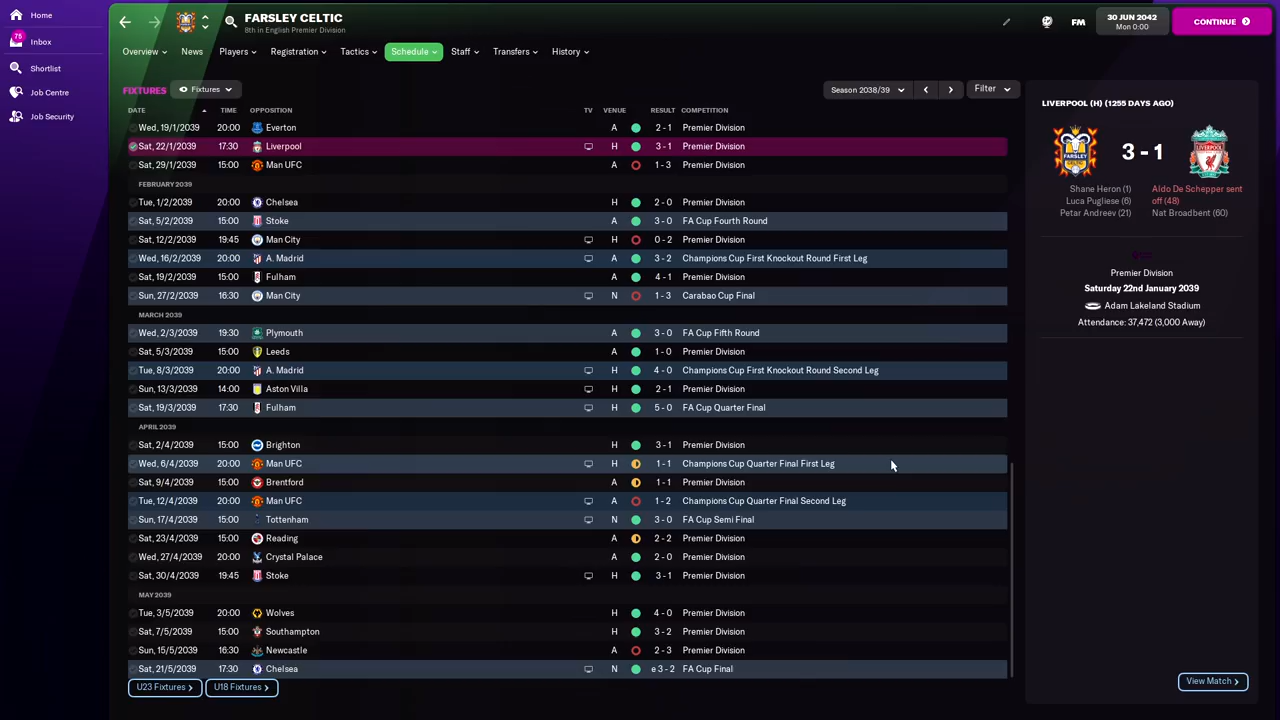 Home
75
Inbox
Shortlist
Job Centre
Job Security
FARSLEY CELTIC
8th in English Premier Division
FM
30 JUN 2042
Mon 0:00
CONTINUE
Overview
News
Players
Registration
Tactics
Schedule
Staff
Transfers
History
FIXTURES
Fixtures
Season 2038/39
Filter
DATE TIME OPPOSITION TV VENUE RESULT COMPETITION
Wed, 19/1/2039 20:00 Everton A 2 - 1 Premier Division
Sat, 22/1/2039 17:30 Liverpool H 3 - 1 Premier Division
Sat, 29/1/2039 15:00 Man UFC A 1 - 3 Premier Division
FEBRUARY 2039
Tue, 1/2/2039 20:00 Chelsea H 2 - 0 Premier Division
Sat, 5/2/2039 15:00 Stoke A 3 - 0 FA Cup Fourth Round
Sat, 12/2/2039 19:45 Man City H 0 - 2 Premier Division
Wed, 16/2/2039 20:00 A. Madrid A 3 - 2 Champions Cup First Knockout Round First Leg
Sat, 19/2/2039 15:00 Fulham A 4 - 1 Premier Division
Sun, 27/2/2039 16:30 Man City N 1 - 3 Carabao Cup Final
MARCH 2039
Wed, 2/3/2039 19:30 Plymouth A 3 - 0 FA Cup Fifth Round
Sat, 5/3/2039 15:00 Leeds A 1 - 0 Premier Division
Tue, 8/3/2039 20:00 A. Madrid H 4 - 0 Champions Cup First Knockout Round Second Leg
Sun, 13/3/2039 14:00 Aston Villa H 2 - 1 Premier Division
Sat, 19/3/2039 17:30 Fulham H 5 - 0 FA Cup Quarter Final
APRIL 2039
Sat, 2/4/2039 15:00 Brighton H 3 - 1 Premier Division
Wed, 6/4/2039 20:00 Man UFC H 1 - 1 Champions Cup Quarter Final First Leg
Sat, 9/4/2039 15:00 Brentford A 1 - 1 Premier Division
Tue, 12/4/2039 20:00 Man UFC A 1 - 2 Champions Cup Quarter Final Second Leg
Sun, 17/4/2039 15:00 Tottenham N 3 - 0 FA Cup Semi Final
Sat, 23/4/2039 15:00 Reading A 2 - 2 Premier Division
Wed, 27/4/2039 20:00 Crystal Palace A 2 - 0 Premier Division
Sat, 30/4/2039 19:45 Stoke H 3 - 1 Premier Division
MAY 2039
Tue, 3/5/2039 20:00 Wolves H 4 - 0 Premier Division
Sat, 7/5/2039 15:00 Southampton H 3 - 2 Premier Division
Sun, 15/5/2039 16:30 Newcastle A 2 - 3 Premier Division
Sat, 21/5/2039 17:30 Chelsea N e 3 - 2 FA Cup Final
U23 Fixtures
U18 Fixtures
LIVERPOOL (H) (1255 DAYS AGO)
FARSLEY
3 - 1
LIVERPOOL
Shane Heron (1)
Luca Pugliese (6)
Petar Andreev (21)
Aldo De Schepper sent
off (48)
Nat Broadbent (60)
Premier Division
Saturday 22nd January 2039
Adam Lakeland Stadium
Attendance: 37,472 (3,000 Away)
View Match